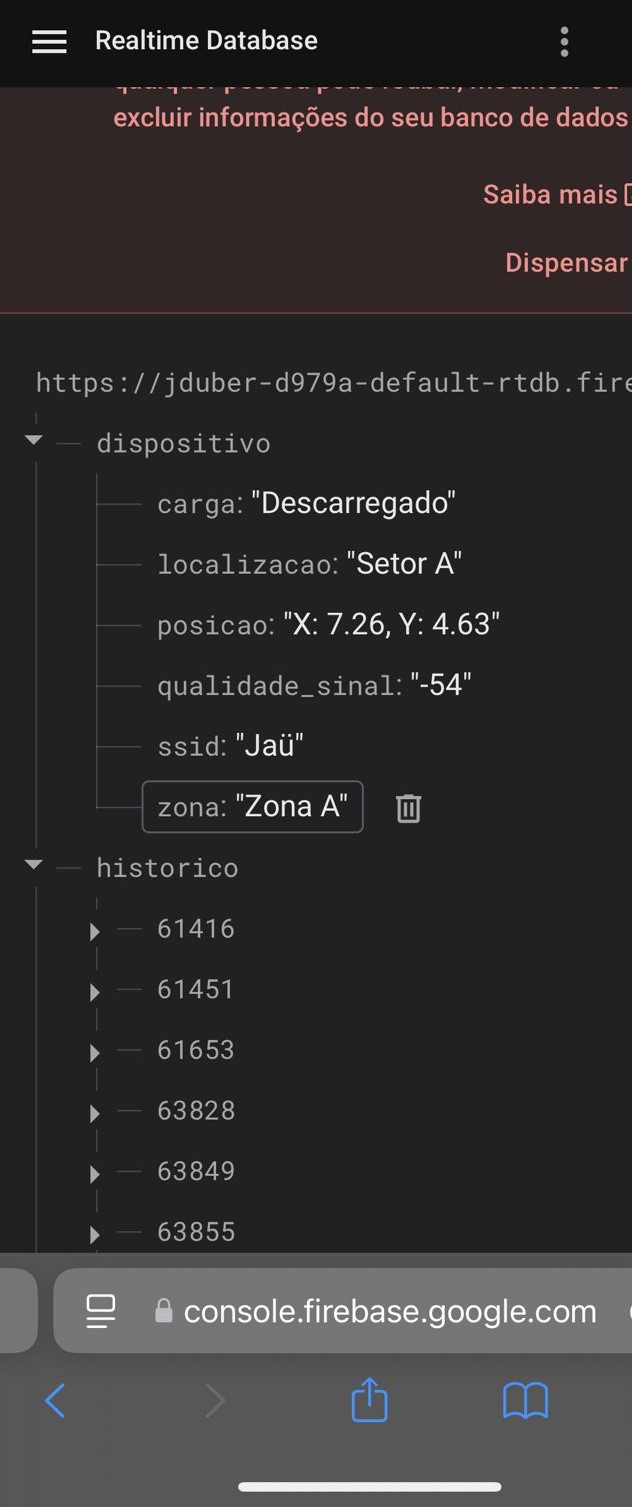 Realtime Database
excluir informações do seu banco de dados
Saiba mais
Dispensar
https://jduber-d979a-default-rtdb.fire
dispositivo
carga: "Descarregado"
localizacao: "Setor A"
posicao: "X: 7.26, Y: 4.63"
qualidade_sinal: "-54"
ssid: "Jaü"
zona: "Zona A"
historico
61416
61451
61653
63828
63849
63855
console.firebase.google.com